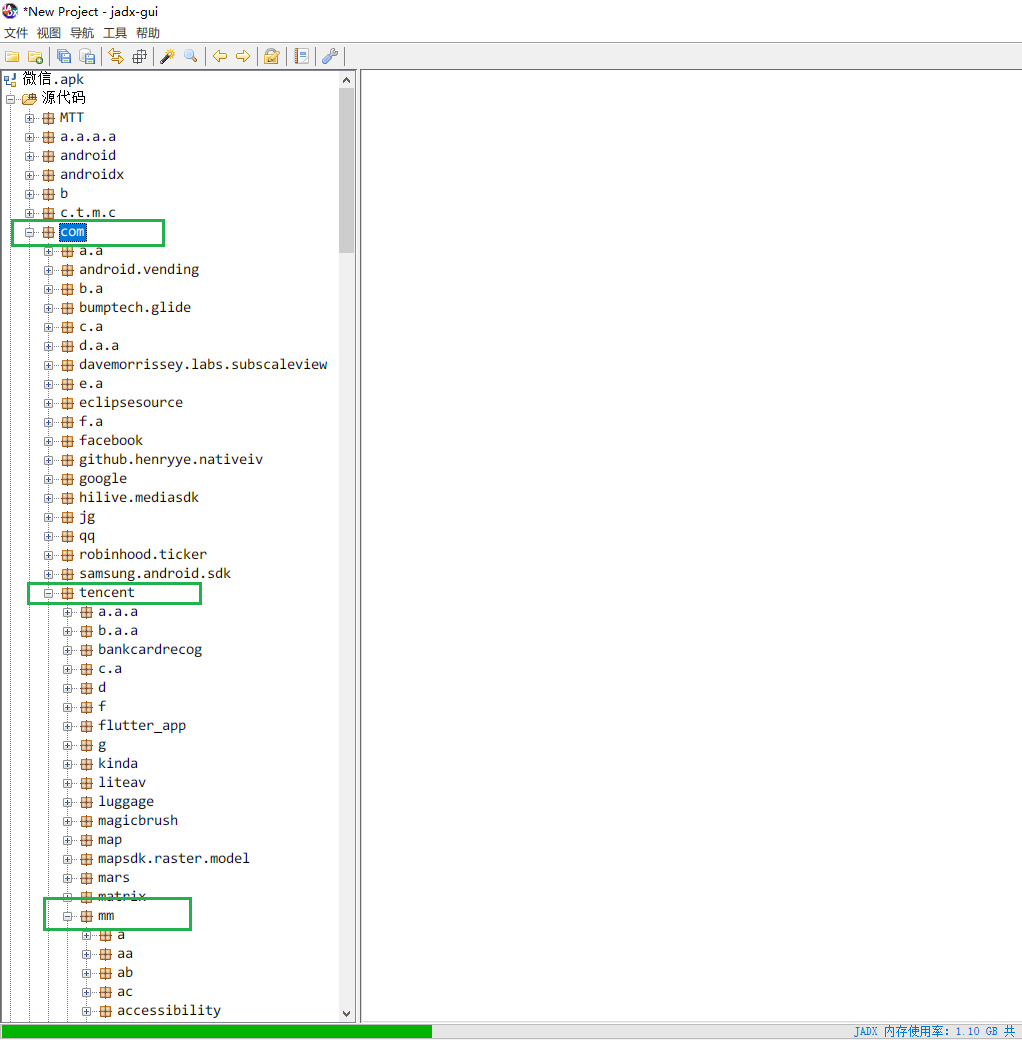 *New Project - jadx-gui
文件 视图 导航 工具 帮助
微信.apk
源代码
MTT
a.a.a.a
android
androidx
b
c.t.m.c
com
a.a
android.vending
b.a
bumptech.glide
c.a
d.a.a
davemorrissey.labs.subscaleview
e.a
eclipsesource
f.a
facebook
github.henryye.nativeiv
google
hilive.mediasdk
jg
qq
robinhood.ticker
samsung.android.sdk
tencent
a.a.a
b.a.a
bankcardrecog
c.a
d
f
flutter_app
g
kinda
liteav
luggage
magicbrush
map
mapsdk.raster.model
mars
matrix
mm
a
aa
ab
ac
accessibility
JADX 内存使用率: 1.10 GB 共